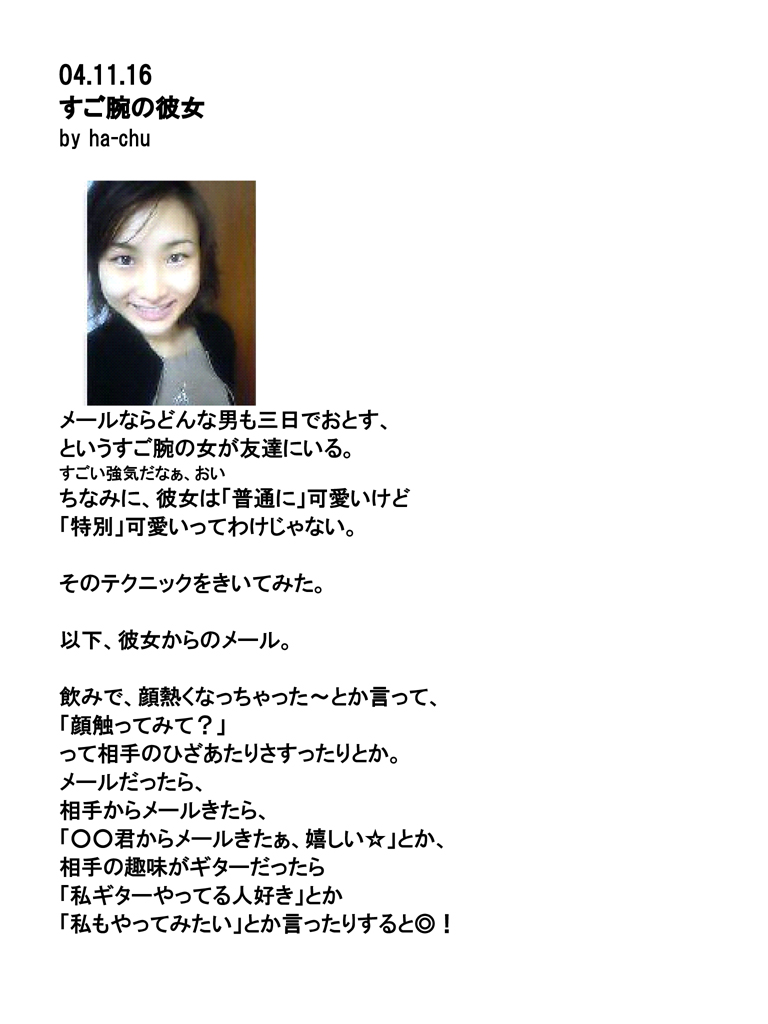 04.11.16
すご腕の彼女
by ha-chu
メールならどんな男も三日でおとす、
というすご腕の女が友達にいる。
すごい強気だなぁ、おい
ちなみに、彼女は「普通に」可愛いけど
「特別」可愛いってわけじゃない。
そのテクニックをきいてみた。
以下、彼女からのメール。
飲みで、顔熱くなっちゃった～とか言って、
「顔触ってみて？」
って相手のひざあたりさすったりとか。
メールだったら、
相手からメールきたら、
「○○君からメールきたぁ、嬉しい☆」とか、
相手の趣味がギターだったら
「私ギターやってる人好き」とか
「私もやってみたい」とか言ったりすると◎！